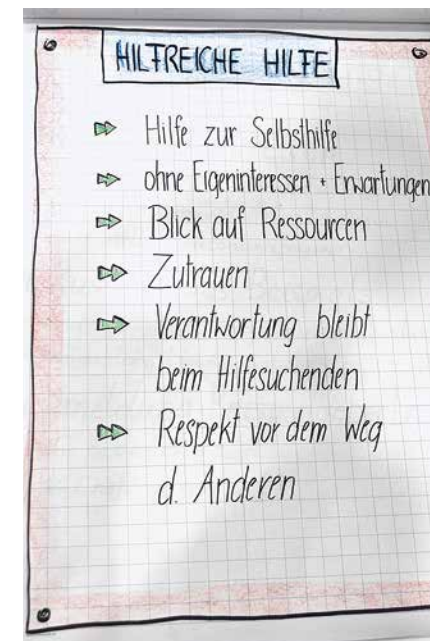 HILFREICHE HILFE
Hilfe zur Selbsthilfe
ohne Eigeninteressen + Erwartungen
Blick auf Ressourcen
Zutrauen
Verantwortung bleibt
beim Hilfesuchenden
Respekt vor dem Weg
d. Anderen